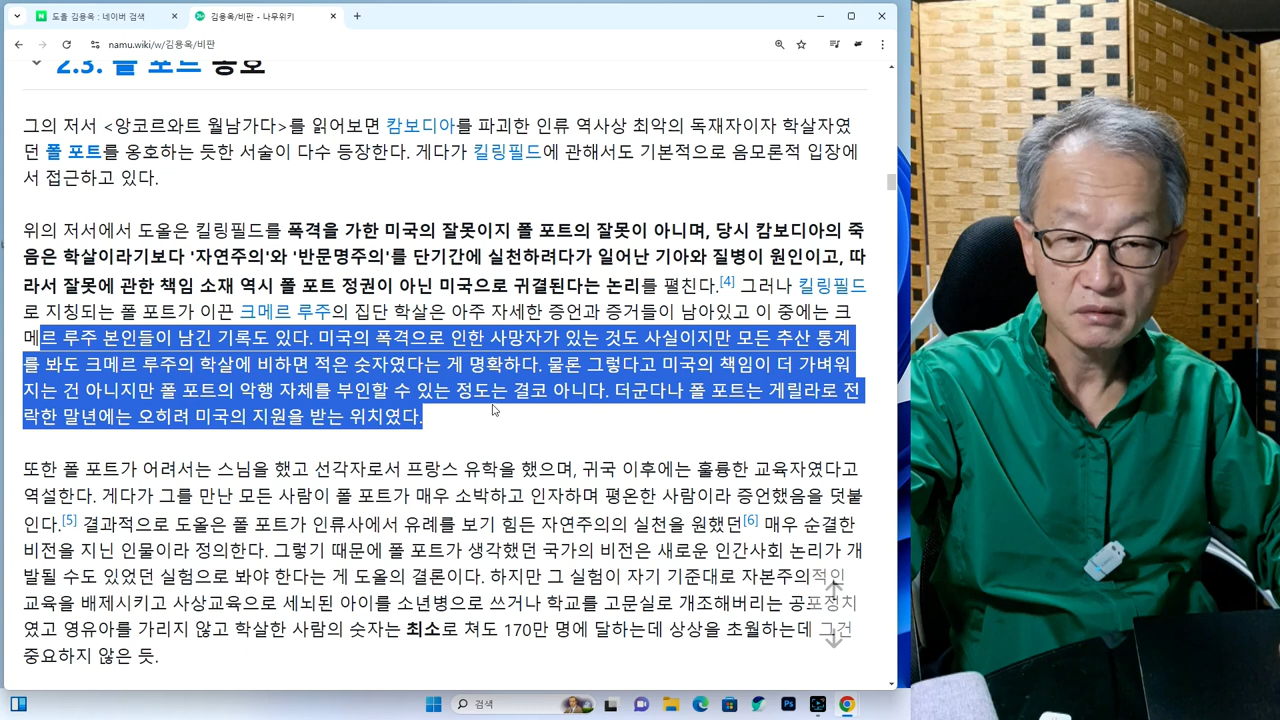 도올 김용옥 : 네이버 검색
김용옥/비판 - 나무위키
namu.wiki/w/김용옥/비판
2.3. 폴 포트 옹호
그의 저서 <앙코르와트 월남가다>를 읽어보면 캄보디아를 파괴한 인류 역사상 최악의 독재자이자 학살자였
던 폴 포트를 옹호하는 듯한 서술이 다수 등장한다. 게다가 킬링필드에 관해서도 기본적으로 음모론적 입장에
서 접근하고 있다.
위의 저서에서 도올은 킬링필드를 폭격을 가한 미국의 잘못이지 폴 포트의 잘못이 아니며, 당시 캄보디아의 죽
음은 학살이라기보다 '자연주의'와 '반문명주의'를 단기간에 실천하려다가 일어난 기아와 질병이 원인이고, 따
라서 잘못에 관한 책임 소재 역시 폴 포트 정권이 아닌 미국으로 귀결된다는 논리를 펼친다.[4] 그러나 킬링필드
로 지칭되는 폴 포트가 이끈 크메르 루주의 집단 학살은 아주 자세한 증언과 증거들이 남아있고 이 중에는 크
메르 루주 본인들이 남긴 기록도 있다. 미국의 폭격으로 인한 사망자가 있는 것도 사실이지만 모든 추산 통계
를 봐도 크메르 루주의 학살에 비하면 적은 숫자였다는 게 명확하다. 물론 그렇다고 미국의 책임이 더 가벼워
지는 건 아니지만 폴 포트의 악행 자체를 부인할 수 있는 정도는 결코 아니다. 더군다나 폴 포트는 게릴라로 전
락한 말년에는 오히려 미국의 지원을 받는 위치였다.
또한 폴 포트가 어려서는 스님을 했고 선각자로서 프랑스 유학을 했으며, 귀국 이후에는 훌륭한 교육자였다고
역설한다. 게다가 그를 만난 모든 사람이 폴 포트가 매우 소박하고 인자하며 평온한 사람이라 증언했음을 덧붙
인다.[5] 결과적으로 도올은 폴 포트가 인류사에서 유례를 보기 힘든 자연주의의 실천을 원했던[6] 매우 순결한
비전을 지닌 인물이라 정의한다. 그렇기 때문에 폴 포트가 생각했던 국가의 비전은 새로운 인간사회 논리가 개
발될 수도 있었던 실험으로 봐야 한다는 게 도올의 결론이다. 하지만 그 실험이 자기 기준대로 자본주의적인
교육을 배제시키고 사상교육으로 세뇌된 아이를 소년병으로 쓰거나 학교를 고문실로 개조해버리는 공포정치
였고 영유아를 가리지 않고 학살한 사람의 숫자는 최소로 쳐도 170만 명에 달하는데 상상을 초월하는데 그건
중요하지 않은 듯.
검색